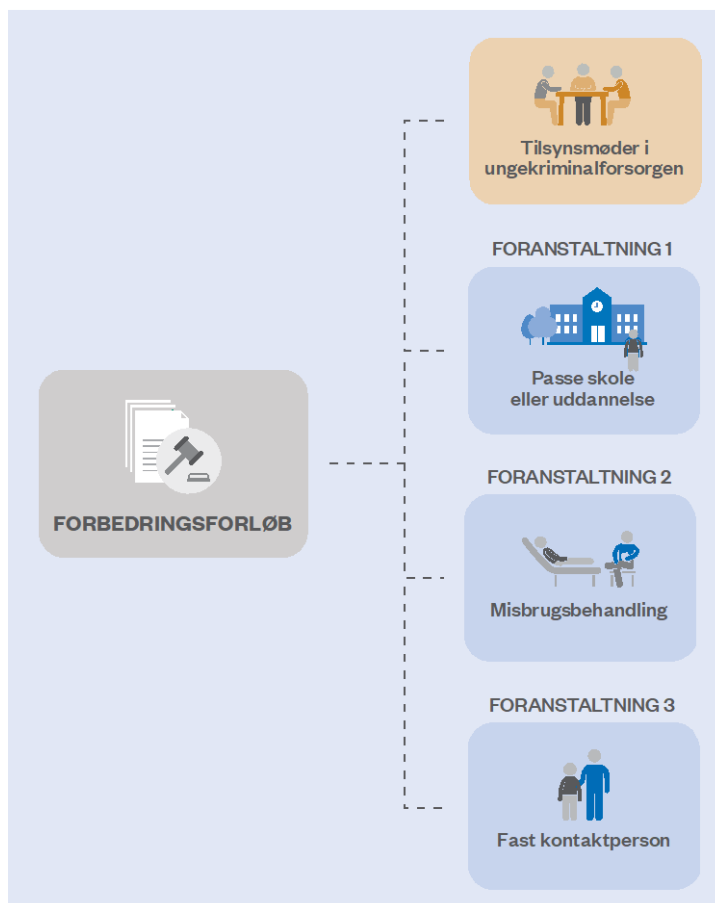 Tilsynsmøder i
ungekriminalforsorgen
FORANSTALTNING 1
Passe skole
eller uddannelse
FORBEDRINGSFORLØB
FORANSTALTNING 2
Misbrugsbehandling
FORANSTALTNING 3
Fast kontaktperson